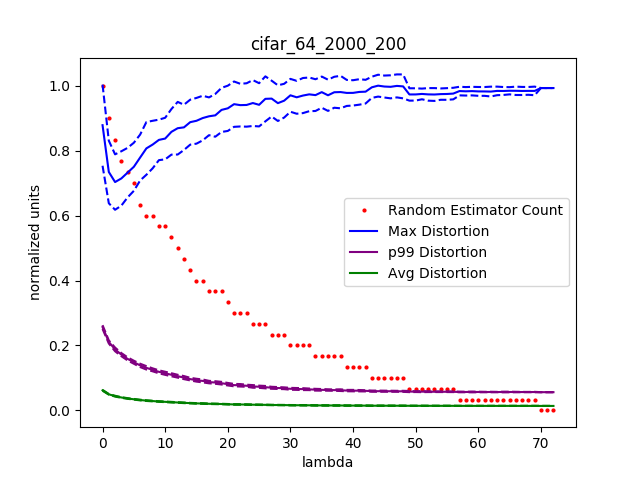 cifar_64_2000_200
normalized units
1.0
0.8
0.6
0.4
0.2
0.0
Random Estimator Count
Max Distortion
p99 Distortion
Avg Distortion
0 10 20 30 40 50 60 70
lambda